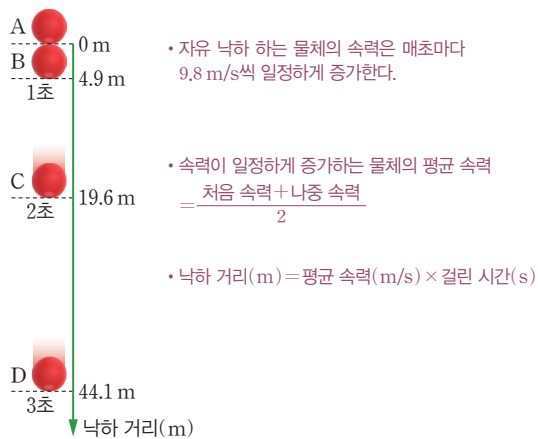 A
0 m
• 자유 낙하 하는 물체의 속력은 매초마다
9.8 m/s씩 일정하게 증가한다.
B
4.9 m
1초
• 속력이 일정하게 증가하는 물체의 평균 속력
= 처음 속력+나중 속력
2
C
19.6 m
2초
• 낙하 거리(m)=평균 속력(m/s)×걸린 시간(s)
D
44.1 m
3초
낙하 거리(m)